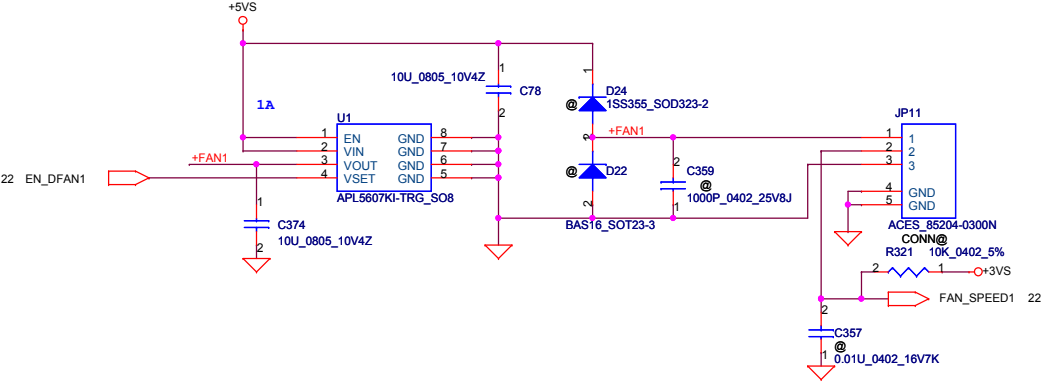 +5VS
1
10U_0805_10V4Z
C78
2
1
D24
@
1SS355_SOD323-2
2
1A
U1
1 EN GND 8
2 VIN GND 7
3 VOUT GND 6
4 VSET GND 5
APL5607KI-TRG_SO8
+FAN1
22 EN_DFAN1
1
C374
2
10U_0805_10V4Z
+FAN1
1
@
D22
2
BAS16_SOT23-3
2
C359
@
1000P_0402_25V8J
1
JP11
1 1
2 2
3 3
4 GND
5 GND
ACES_85204-0300N
CONN@
R321 10K_0402_5%
2 1
+3VS
FAN_SPEED1 22
2
C357
@
1
0.01U_0402_16V7K